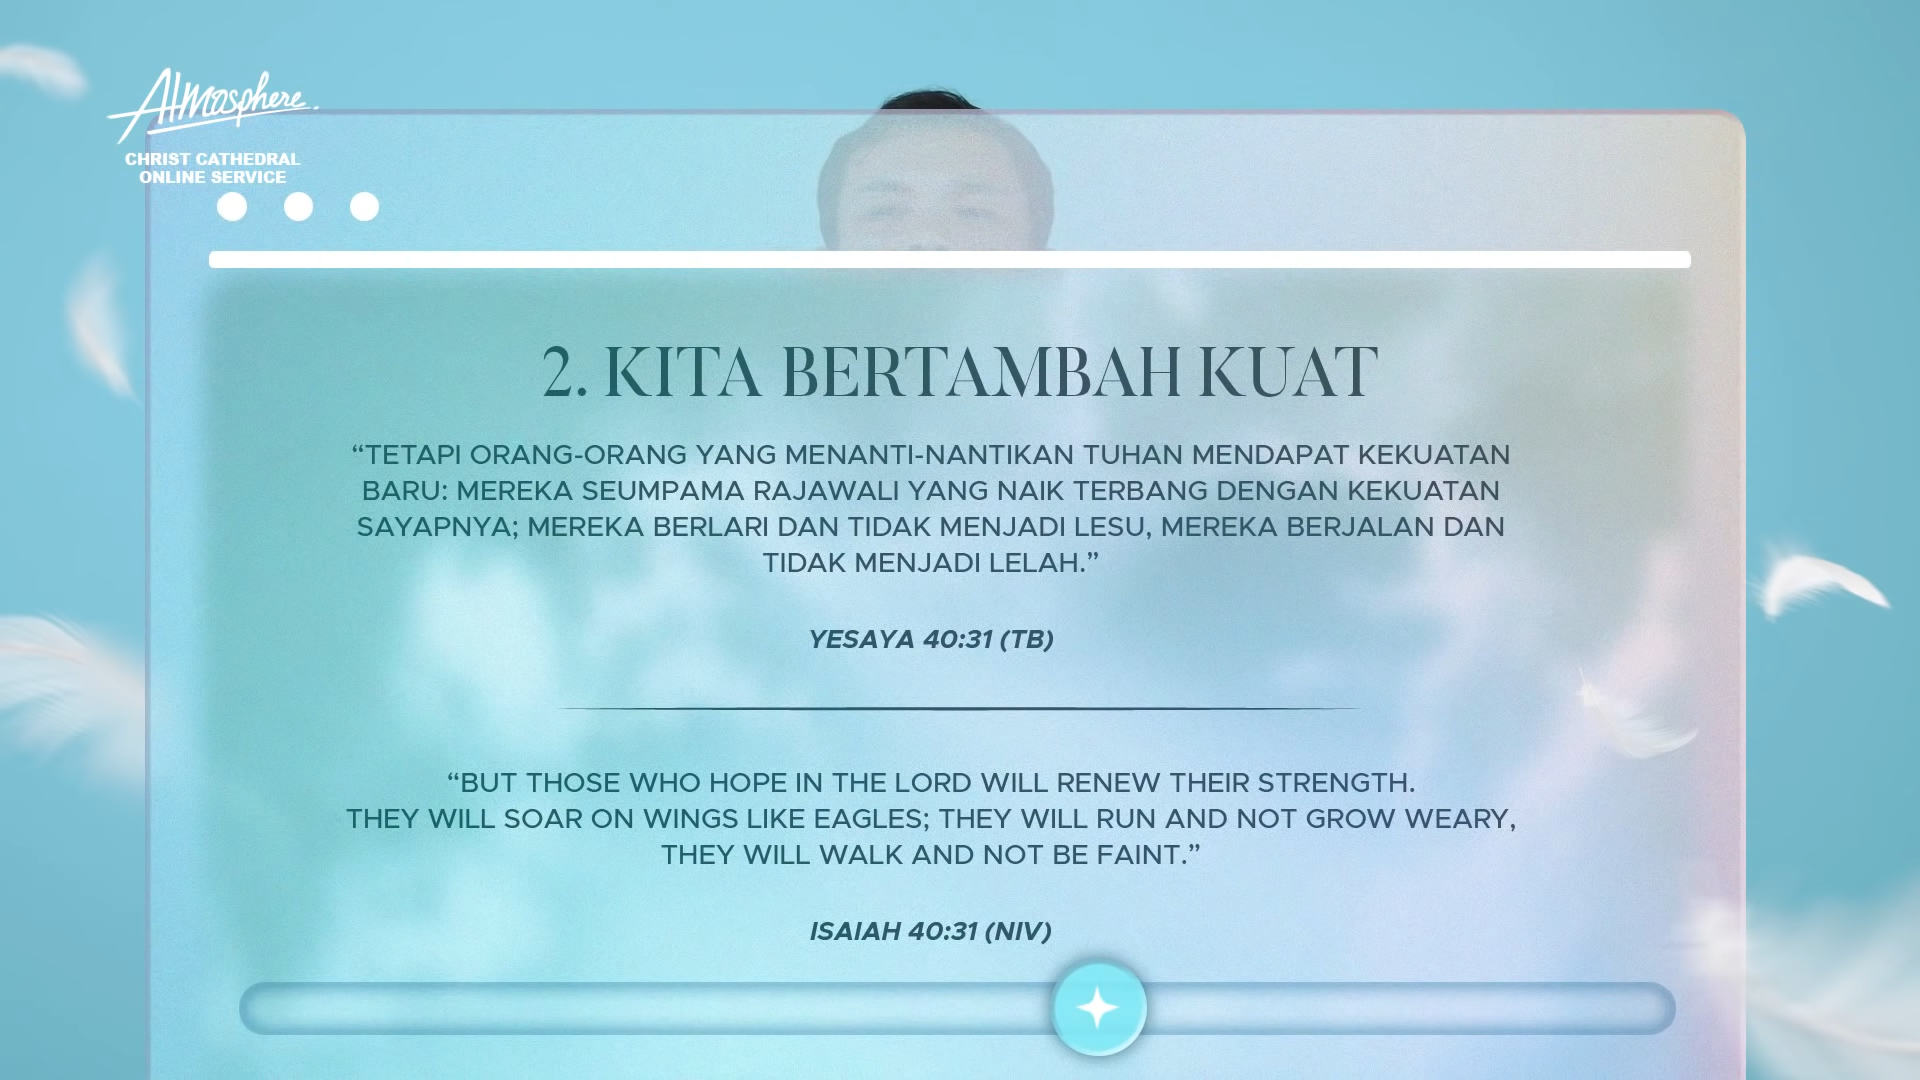 Atmosphere.
CHRIST CATHEDRAL
ONLINE SERVICE
2. KITA BERTAMBAH KUAT
“TETAPI ORANG-ORANG YANG MENANTI-NANTIKAN TUHAN MENDAPAT KEKUATAN
BARU: MEREKA SEUMPAMA RAJAWALI YANG NAIK TERBANG DENGAN KEKUATAN
SAYAPNYA; MEREKA BERLARI DAN TIDAK MENJADI LESU, MEREKA BERJALAN DAN
TIDAK MENJADI LELAH.”
YESAYA 40:31 (TB)
“BUT THOSE WHO HOPE IN THE LORD WILL RENEW THEIR STRENGTH.
THEY WILL SOAR ON WINGS LIKE EAGLES; THEY WILL RUN AND NOT GROW WEARY,
THEY WILL WALK AND NOT BE FAINT.”
ISAIAH 40:31 (NIV)